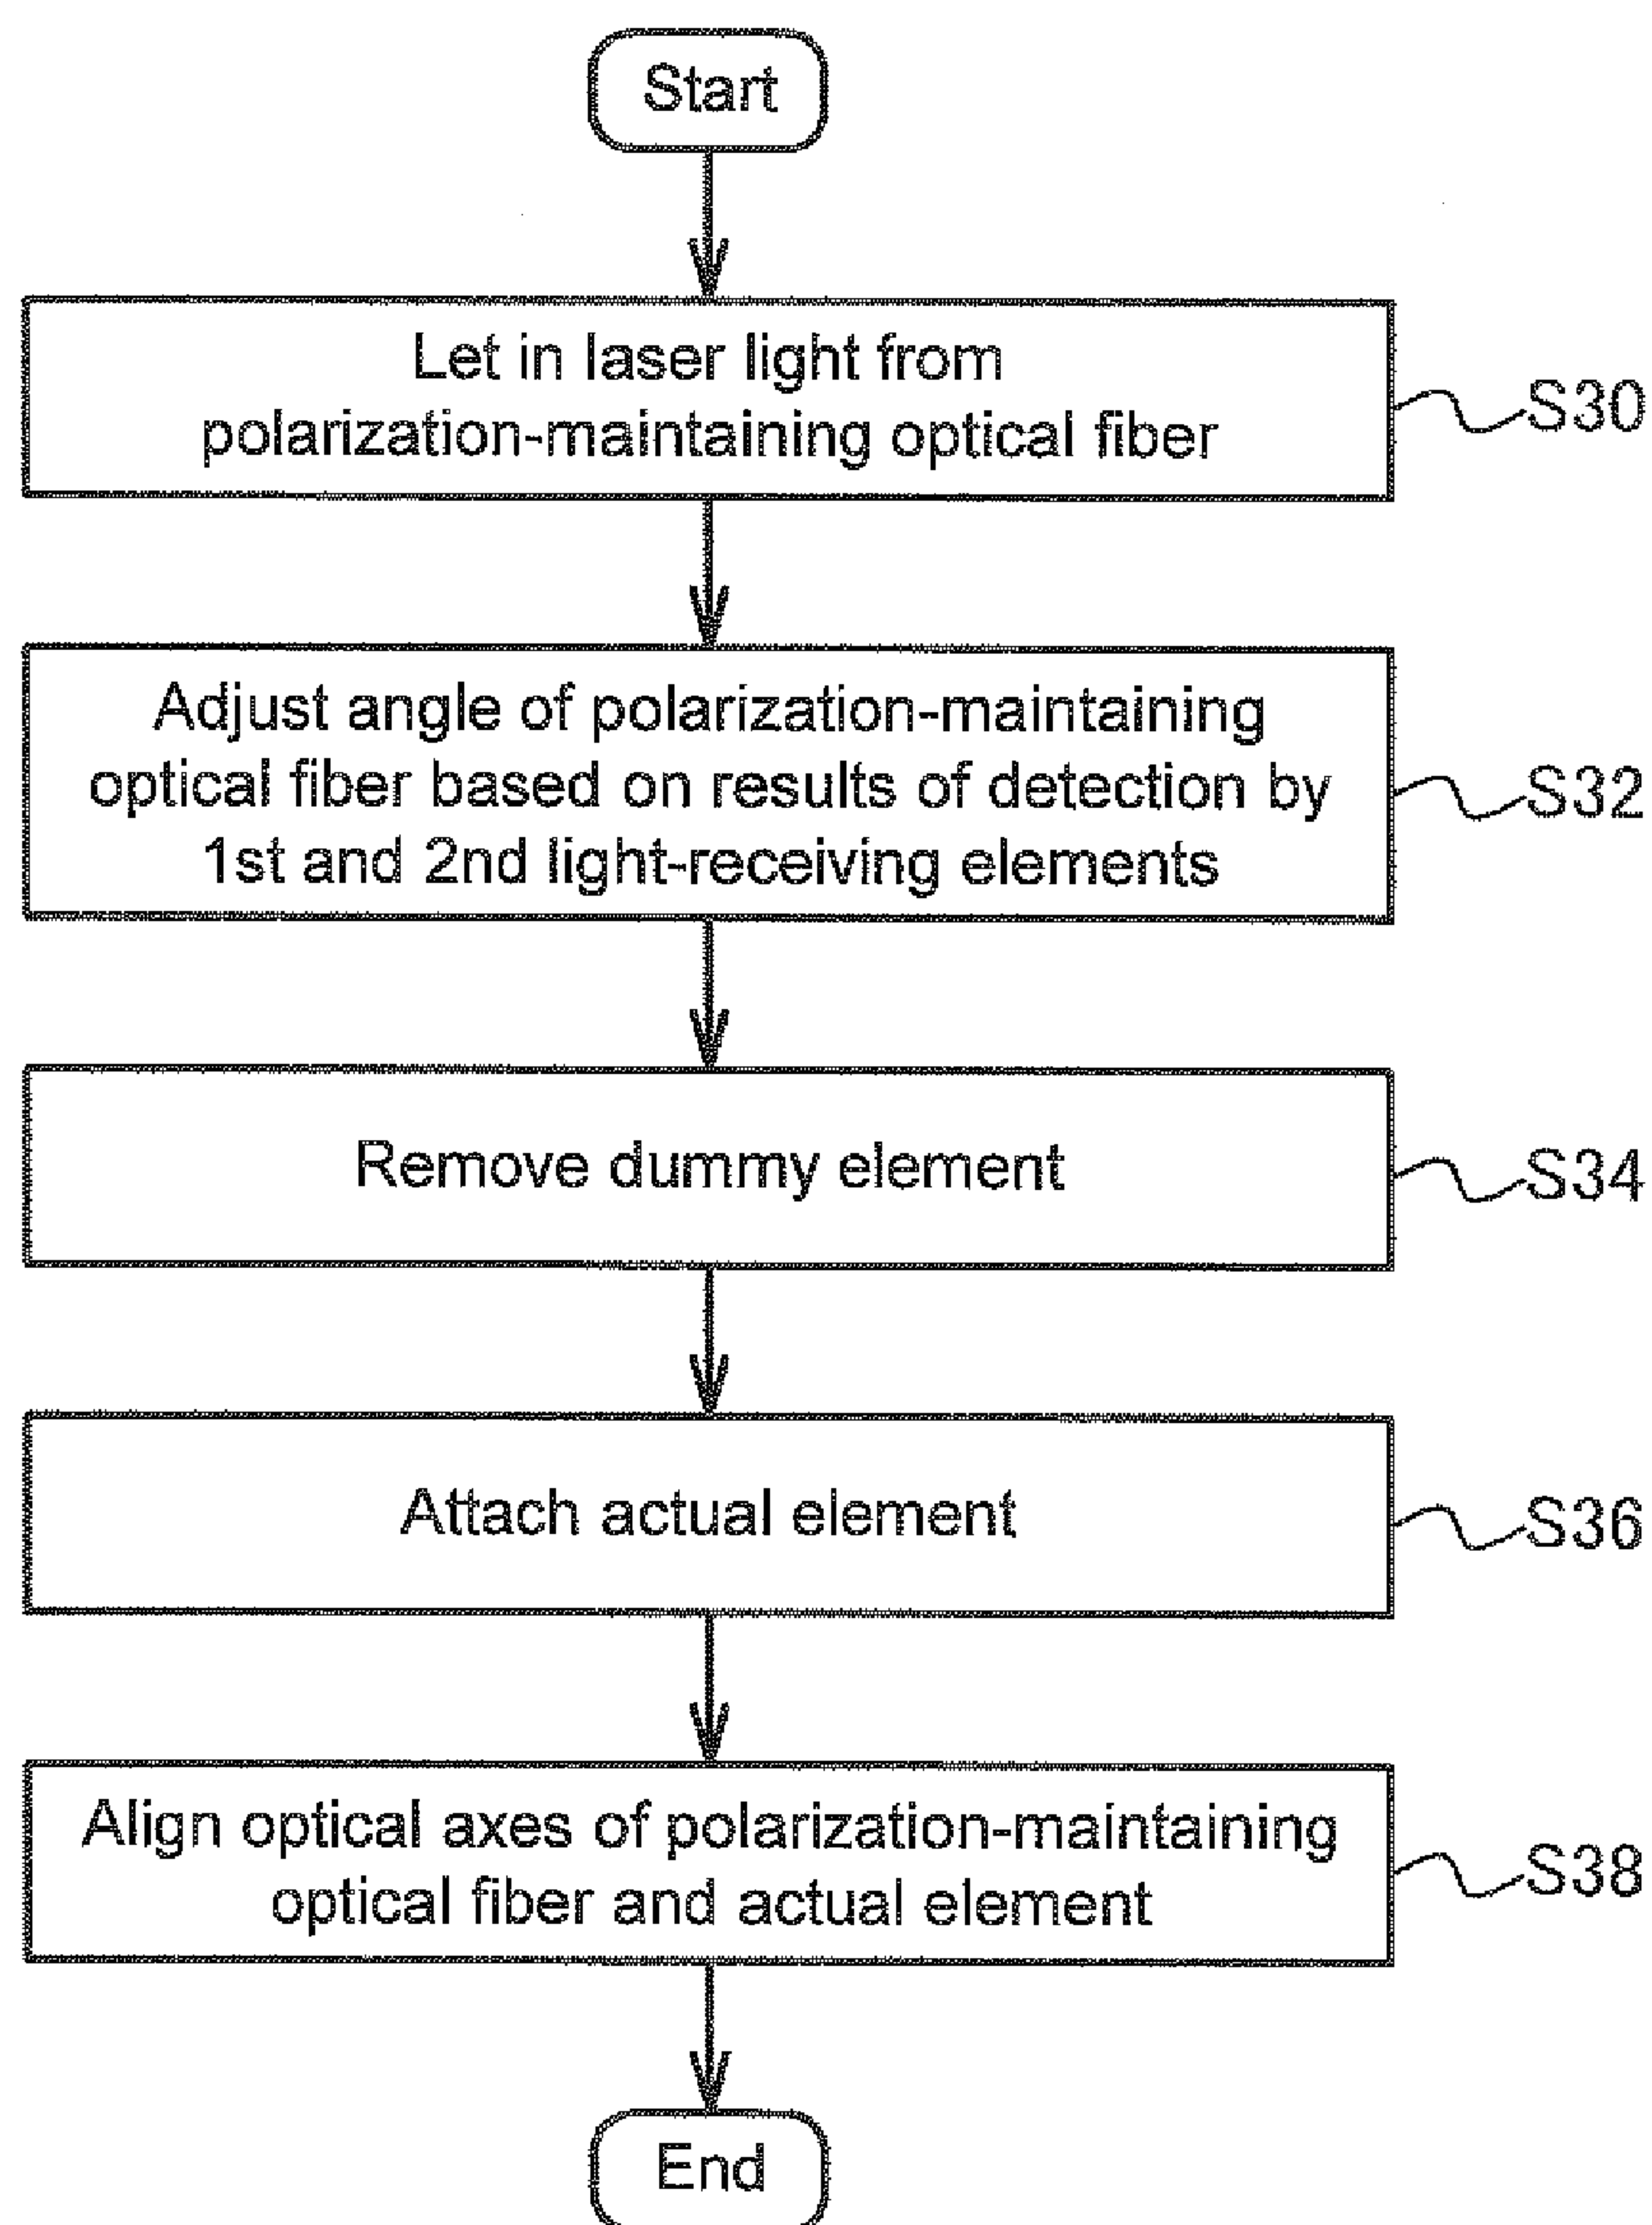 Start
Let in laser light from
polarization-maintaining optical fiber
S30
Adjust angle of polarization-maintaining
optical fiber based on results of detection by
1st and 2nd light-receiving elements
S32
Remove dummy element
S34
Attach actual element
S36
Align optical axes of polarization-maintaining
optical fiber and actual element
S38
End